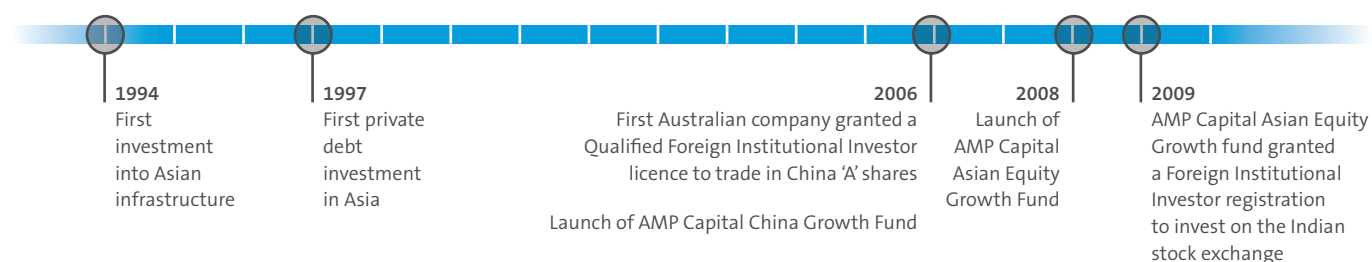 1994
First
investment
into Asian
infrastructure
1997
First private
debt
investment
in Asia
2006
First Australian company granted a
Qualified Foreign Institutional Investor
licence to trade in China ‘A’ shares
Launch of AMP Capital China Growth Fund
2008
Launch of
AMP Capital
Asian Equity
Growth Fund
2009
AMP Capital Asian Equity
Growth fund granted
a Foreign Institutional
Investor registration
to invest on the Indian
stock exchange